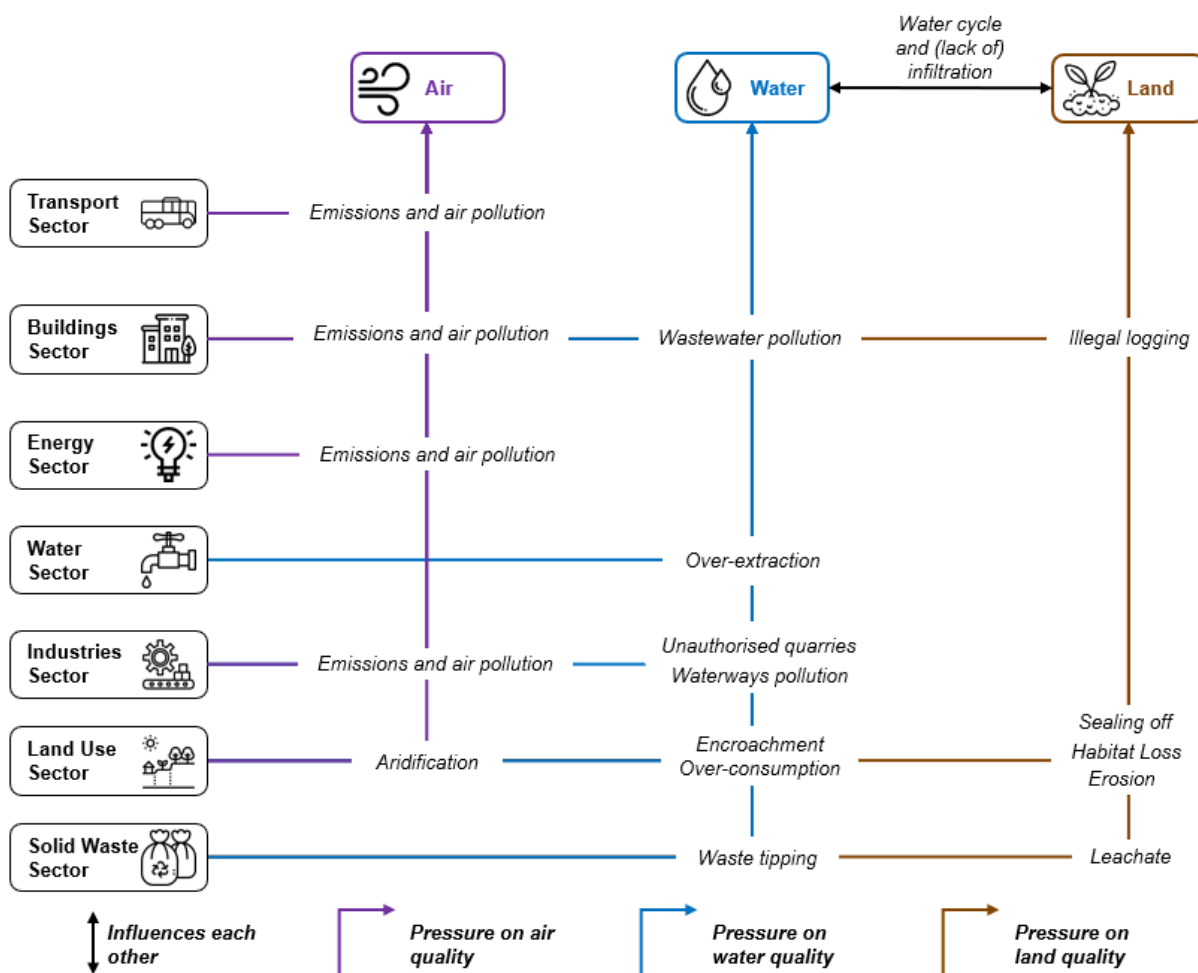 Water cycle
and (lack of)
infiltration
Air
Water
Land
Transport
Sector
Emissions and air pollution
Buildings
Sector
Emissions and air pollution
Wastewater pollution
Illegal logging
Energy
Sector
Emissions and air pollution
Water
Sector
Over-extraction
Industries
Sector
Emissions and air pollution
Unauthorised quarries
Waterways pollution
Land Use
Sector
Aridification
Encroachment
Over-consumption
Sealing off
Habitat Loss
Erosion
Solid Waste
Sector
Waste tipping
Leachate
Influences each
other
Pressure on air
quality
Pressure on
water quality
Pressure on
land quality